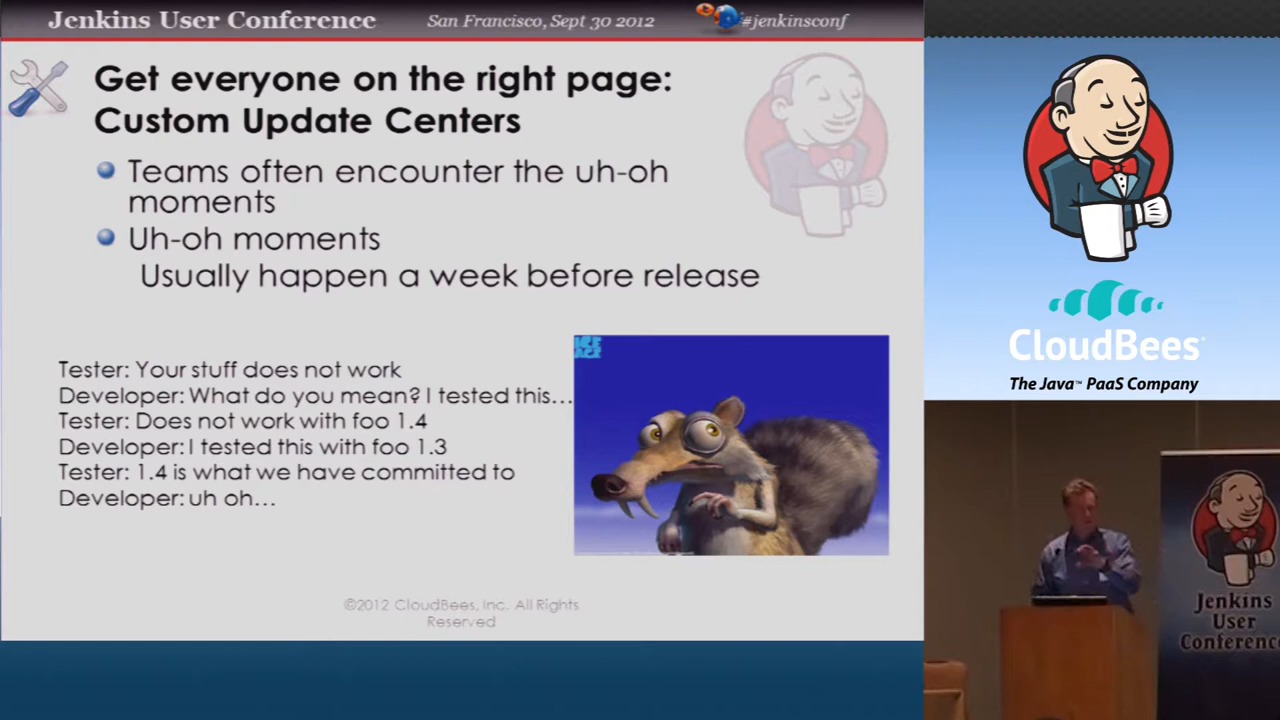 Jenkins User Conference
San Francisco, Sept 30 2012
#jenkinsconf
Get everyone on the right page:
Custom Update Centers
Teams often encounter the uh-oh
moments
Uh-oh moments
Usually happen a week before release
Tester: Your stuff does not work
Developer: What do you mean? I tested this...
Tester: Does not work with foo 1.4
Developer: I tested this with foo 1.3
Tester: 1.4 is what we have committed to
Developer: uh oh...
ICE
AGE
©2012 CloudBees, Inc. All Rights
Reserved
CloudBees
The Java™ PaaS Company
Jenkins
User
Conference